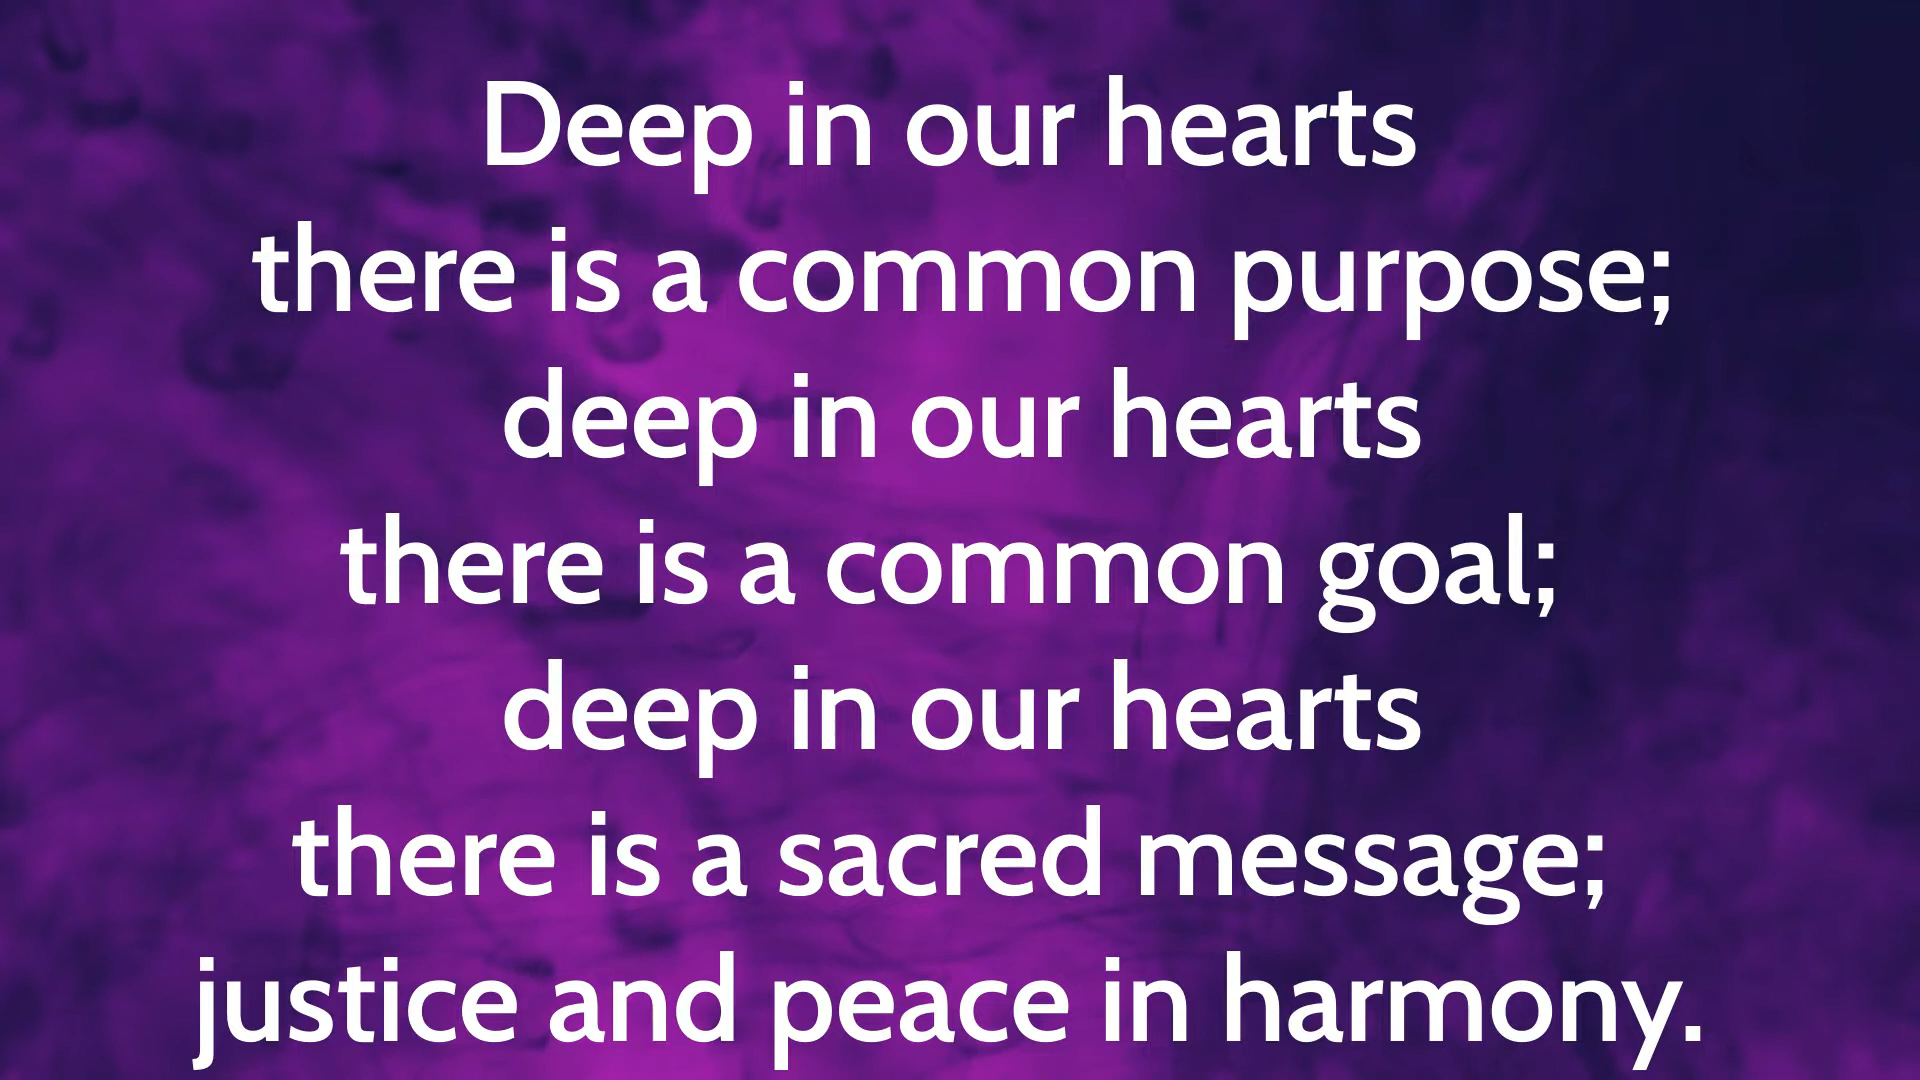 Deep in our hearts
there is a common purpose;
deep in our hearts
there is a common goal;
deep in our hearts
there is a sacred message;
justice and peace in harmony.